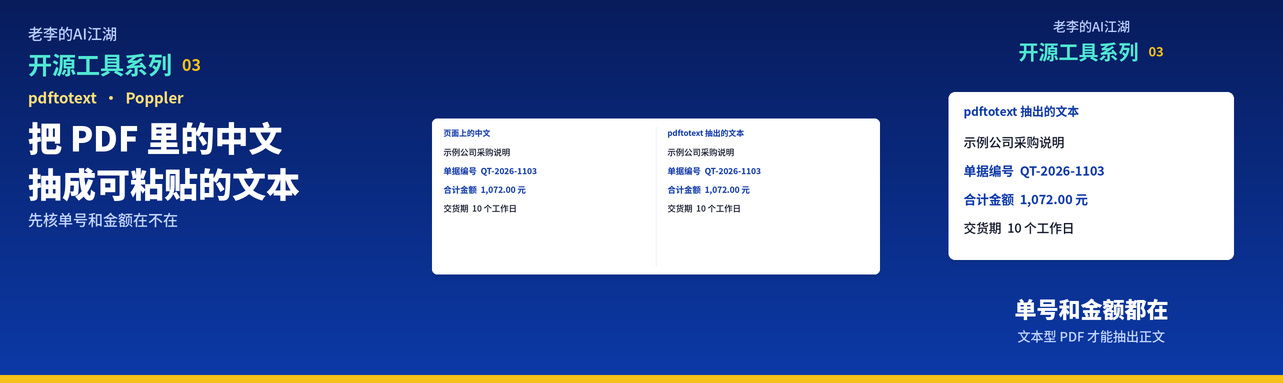 老李的AI江湖
开源工具系列 03
pdftotext · Poppler
把 PDF 里的中文
抽成可粘贴的文本
先核单号和金额在不在
页面上的中文
示例公司采购说明
单据编号 QT-2026-1103
合计金额 1,072.00 元
交货期 10 个工作日
pdftotext 抽出的文本
示例公司采购说明
单据编号 QT-2026-1103
合计金额 1,072.00 元
交货期 10 个工作日
老李的AI江湖
开源工具系列 03
pdftotext 抽出的文本
示例公司采购说明
单据编号 QT-2026-1103
合计金额 1,072.00 元
交货期 10 个工作日
单号和金额都在
文本型 PDF 才能抽出正文